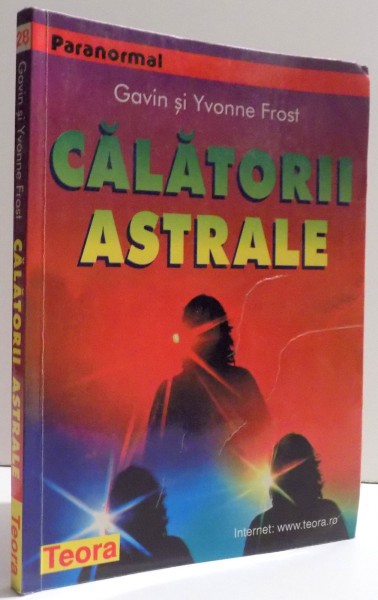 Paranormal
Gavin și Yvonne Frost
CĂLĂTORII
ASTRALE
Internet: www.teora.ro
Teora
28
Gavin și Yvonne Frost
CĂLĂTORII ASTRALE
Teora